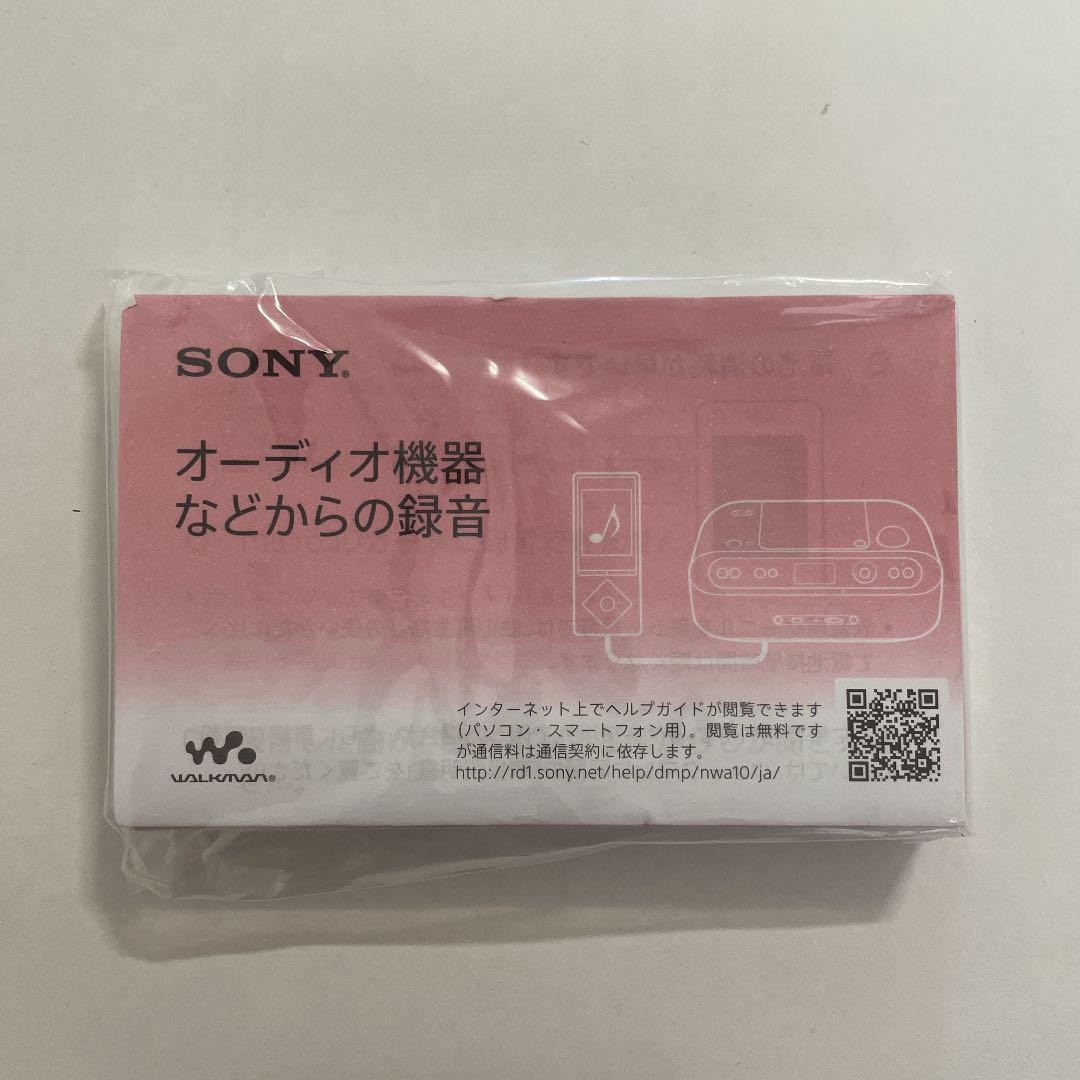 SONY®
オーディオ機器
などからの録音
インターネット上でヘルプガイドが閲覧できます
(パソコン・スマートフォン用)。閲覧は無料です
が通信料は通信契約に依存します。
http://rd1.sony.net/help/dmp/nwa10/ja/
WALKMAN®